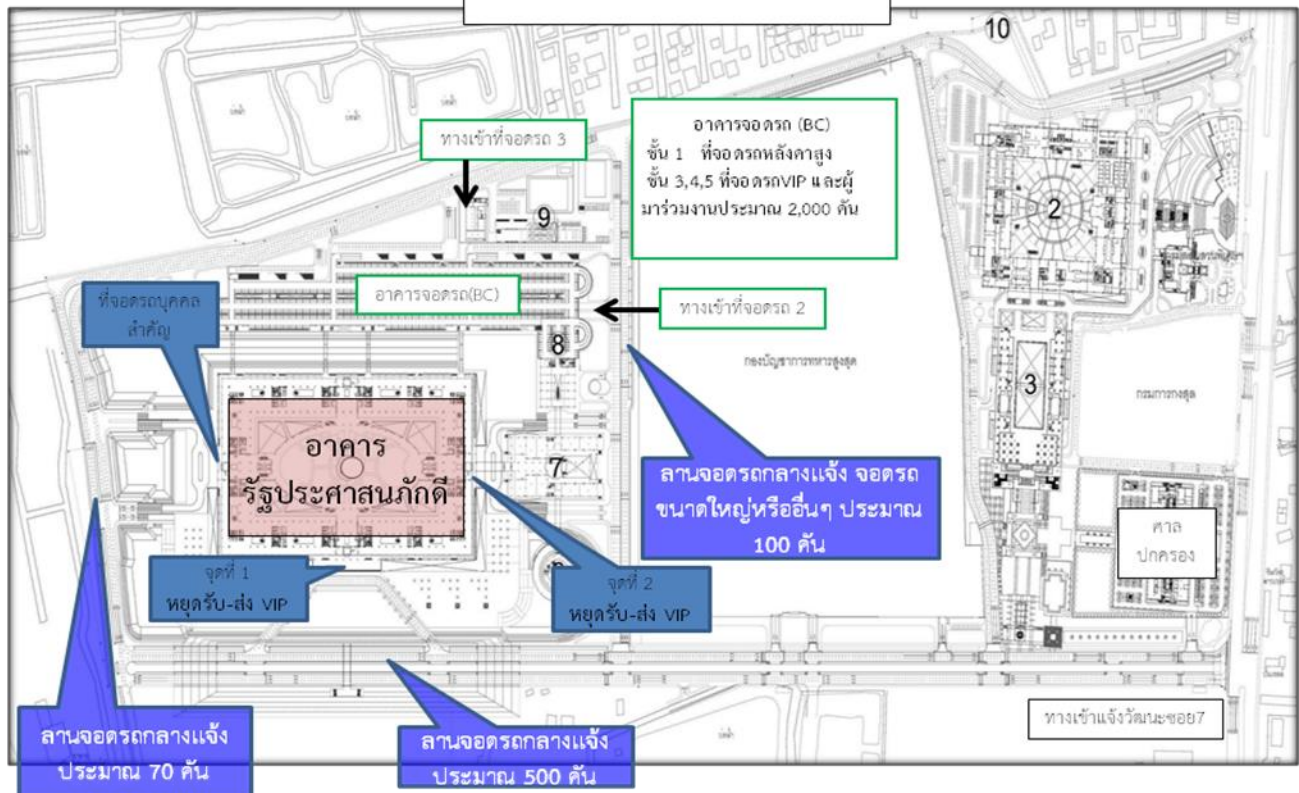 10
ทางเข้าที่จอดรถ 3
อาคารจอดรถ (BC)
ชั้น 1 ที่จอดรถหลังคาสูง
ชั้น 3,4,5 ที่จอดรถVIP และผู้
มาร่วมงานประมาณ 2,000 คัน
9
2
อาคารจอดรถ(BC)
ทางเข้าที่จอดรถ 2
ที่จอดรถบุคคล
สำคัญ
8
กองบัญชาการทหารสูงสุด
3
กรมการกงสุล
อาคาร
รัฐประศาสนภักดี
7
ลานจอดรถกลางแจ้ง จอดรถ
ขนาดใหญ่หรืออื่นๆ ประมาณ
100 คัน
ศาล
ปกครอง
จุดที่ 1
หยุดรับ-ส่ง VIP
จุดที่ 2
หยุดรับ-ส่ง VIP
ทางเข้าแจ้งวัฒนะซอย7
ลานจอดรถกลางแจ้ง
ประมาณ 70 คัน
ลานจอดรถกลางแจ้ง
ประมาณ 500 คัน